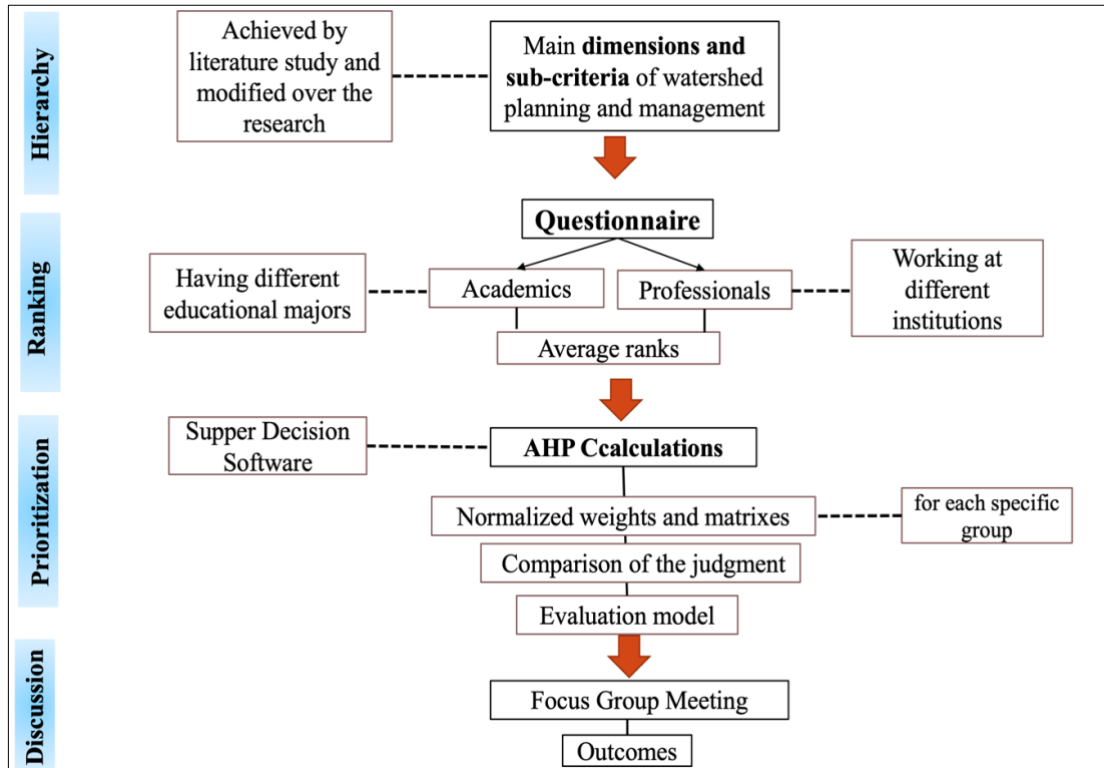 Hierarchy
Achieved by
literature study and
modified over the
research
Main dimensions and
sub-criteria of watershed
planning and management
Ranking
Questionnaire
Having different
educational majors
Academics
Professionals
Working at
different
institutions
Average ranks
Prioritization
Supper Decision
Software
AHP Ccalculations
Normalized weights and matrixes
for each specific
group
Comparison of the judgment
Evaluation model
Discussion
Focus Group Meeting
Outcomes